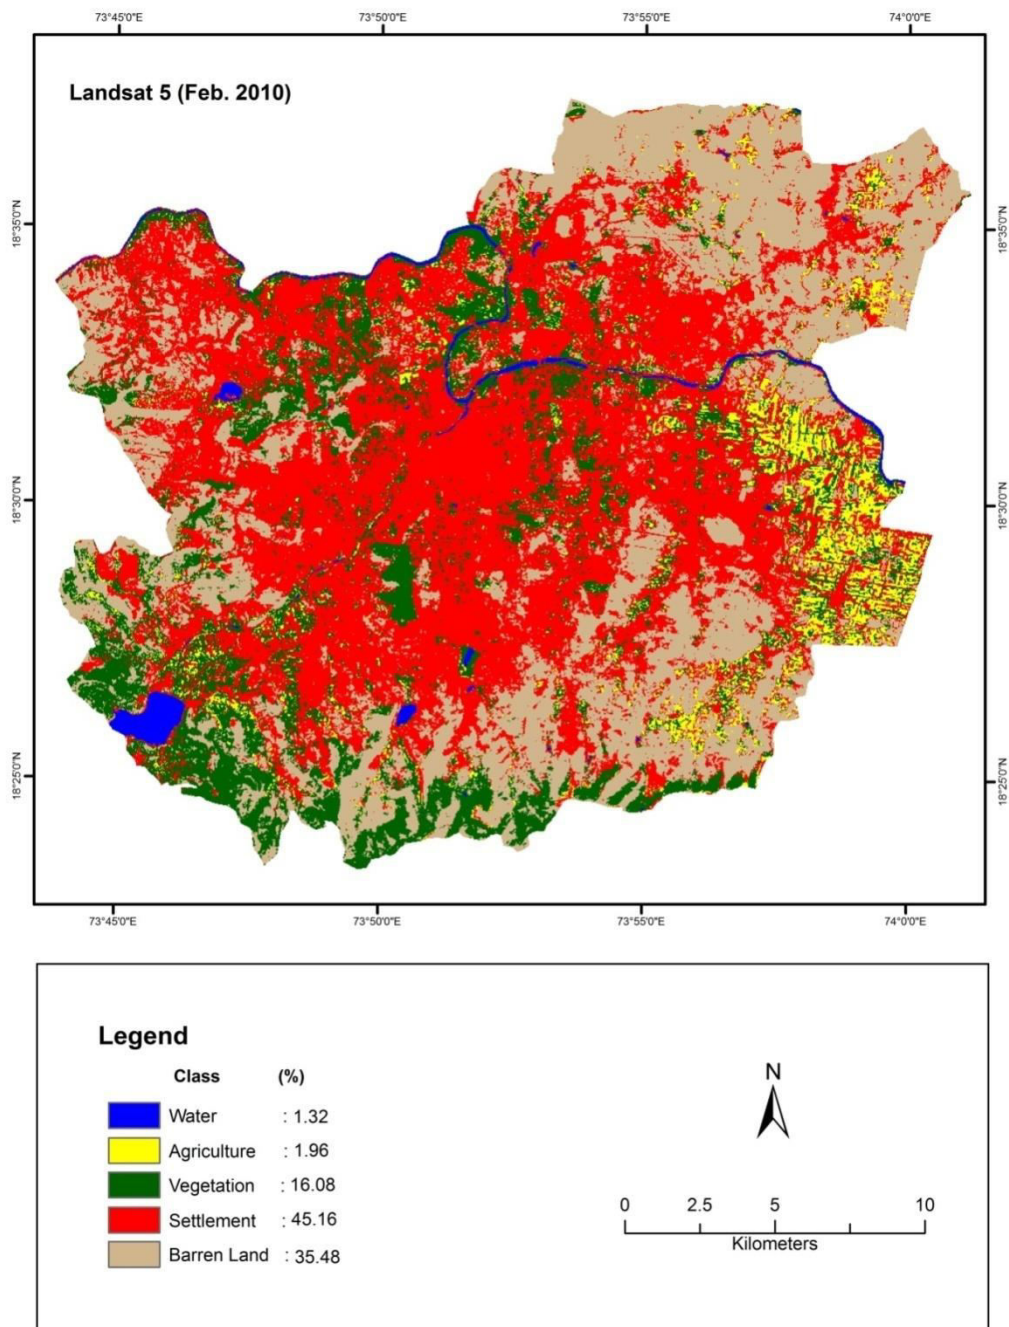 73°45'0"E 73°50'0"E 73°55'0"E 74°0'0"E
Landsat 5 (Feb. 2010)
18°35'0"N 18°35'0"N
18°30'0"N 18°30'0"N
18°25'0"N 18°25'0"N
73°45'0"E 73°50'0"E 73°55'0"E 74°0'0"E
Legend
Class (%)
Water : 1.32
Agriculture : 1.96
Vegetation : 16.08
Settlement : 45.16
Barren Land : 35.48
N
0 2.5 5 10
Kilometers